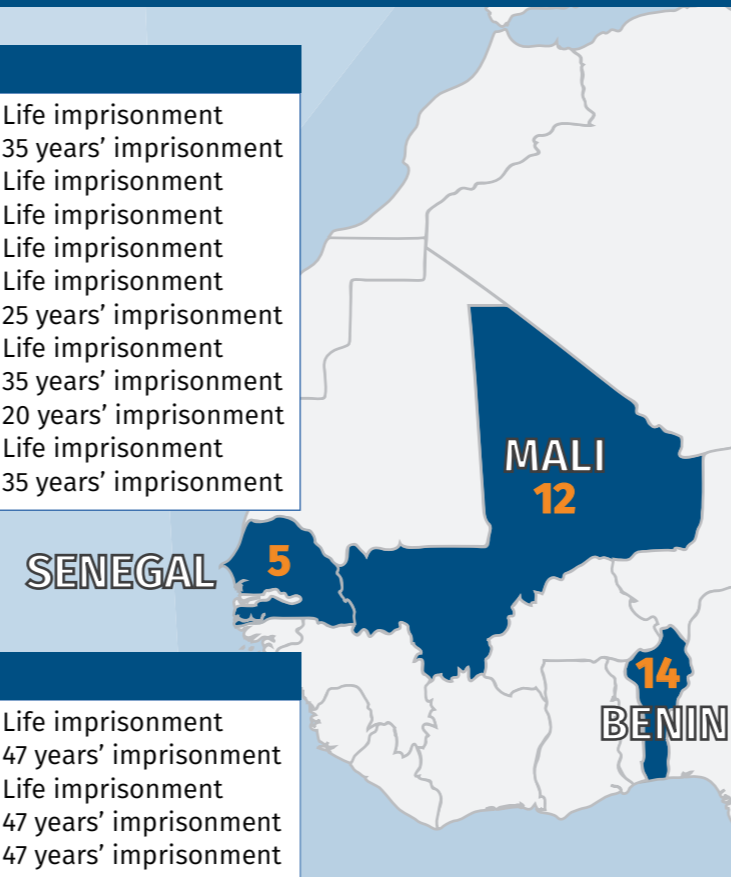 Life imprisonment
35 years’ imprisonment
Life imprisonment
Life imprisonment
Life imprisonment
Life imprisonment
25 years’ imprisonment
Life imprisonment
35 years’ imprisonment
20 years’ imprisonment
Life imprisonment
35 years’ imprisonment
MALI
12
SENEGAL
5
14
BENIN
Life imprisonment
47 years’ imprisonment
Life imprisonment
47 years’ imprisonment
47 years’ imprisonment